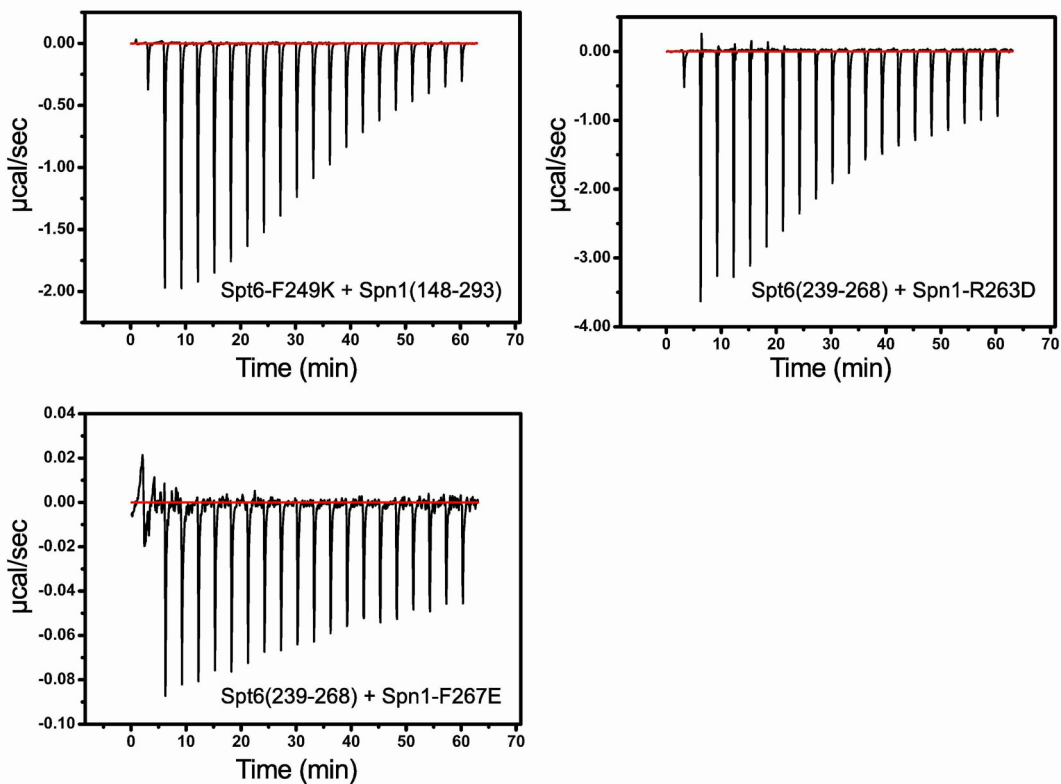 0.00
-0.50
-1.00
-1.50
-2.00
µcal/sec
Spt6-F249K + Spn1(148-293)
0 10 20 30 40 50 60 70
Time (min)
0.00
-1.00
-2.00
-3.00
-4.00
µcal/sec
Spt6(239-268) + Spn1-R263D
0 10 20 30 40 50 60 70
Time (min)
0.04
0.02
0.00
-0.02
-0.04
-0.06
-0.08
-0.10
µcal/sec
Spt6(239-268) + Spn1-F267E
0 10 20 30 40 50 60 70
Time (min)